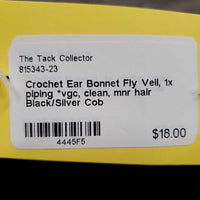 The Tack Collector
815343-23
Crochet Ear Bonnet Fly Veil, 1x
piping *vgc, clean, mnr hair
Black/Silver Cob
4445F5
$18.00